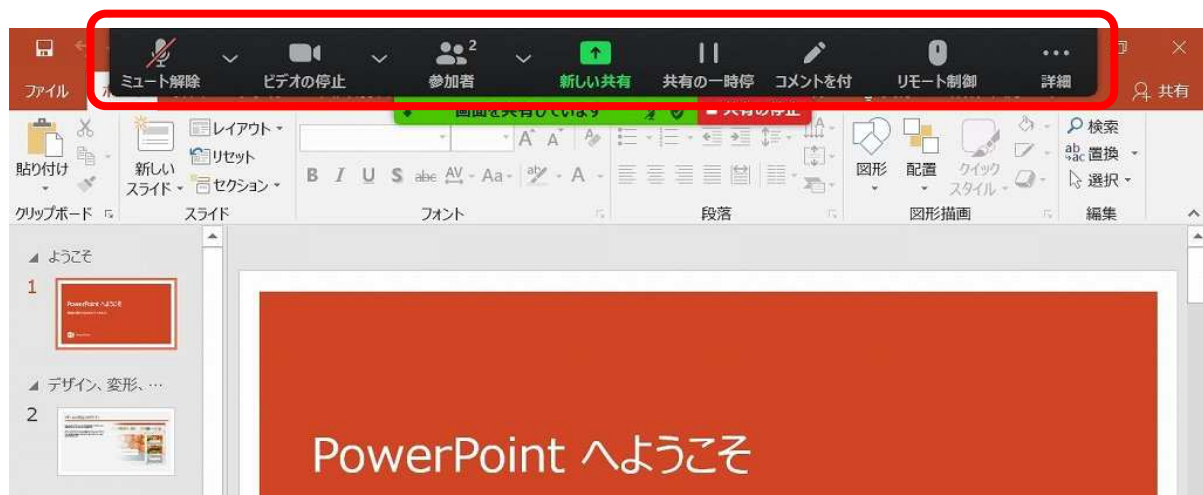 2
ミュート解除 ビデオの停止 参加者 新しい共有 共有の一時停 コメントを付 リモート制御 詳細
ファイル 共有
画面を共有しています 共有の停止
貼り付け 新しい スライド レイアウト リセット セクション
B I U S abc AV Aa A A A
図形 配置 クイック スタイル
検索
置換
選択
クリップボード スライド フォント 段落 図形描画 編集
ようこそ
1
PowerPoint へようこそ
デザイン、変形、…
2
PowerPoint へようこそ